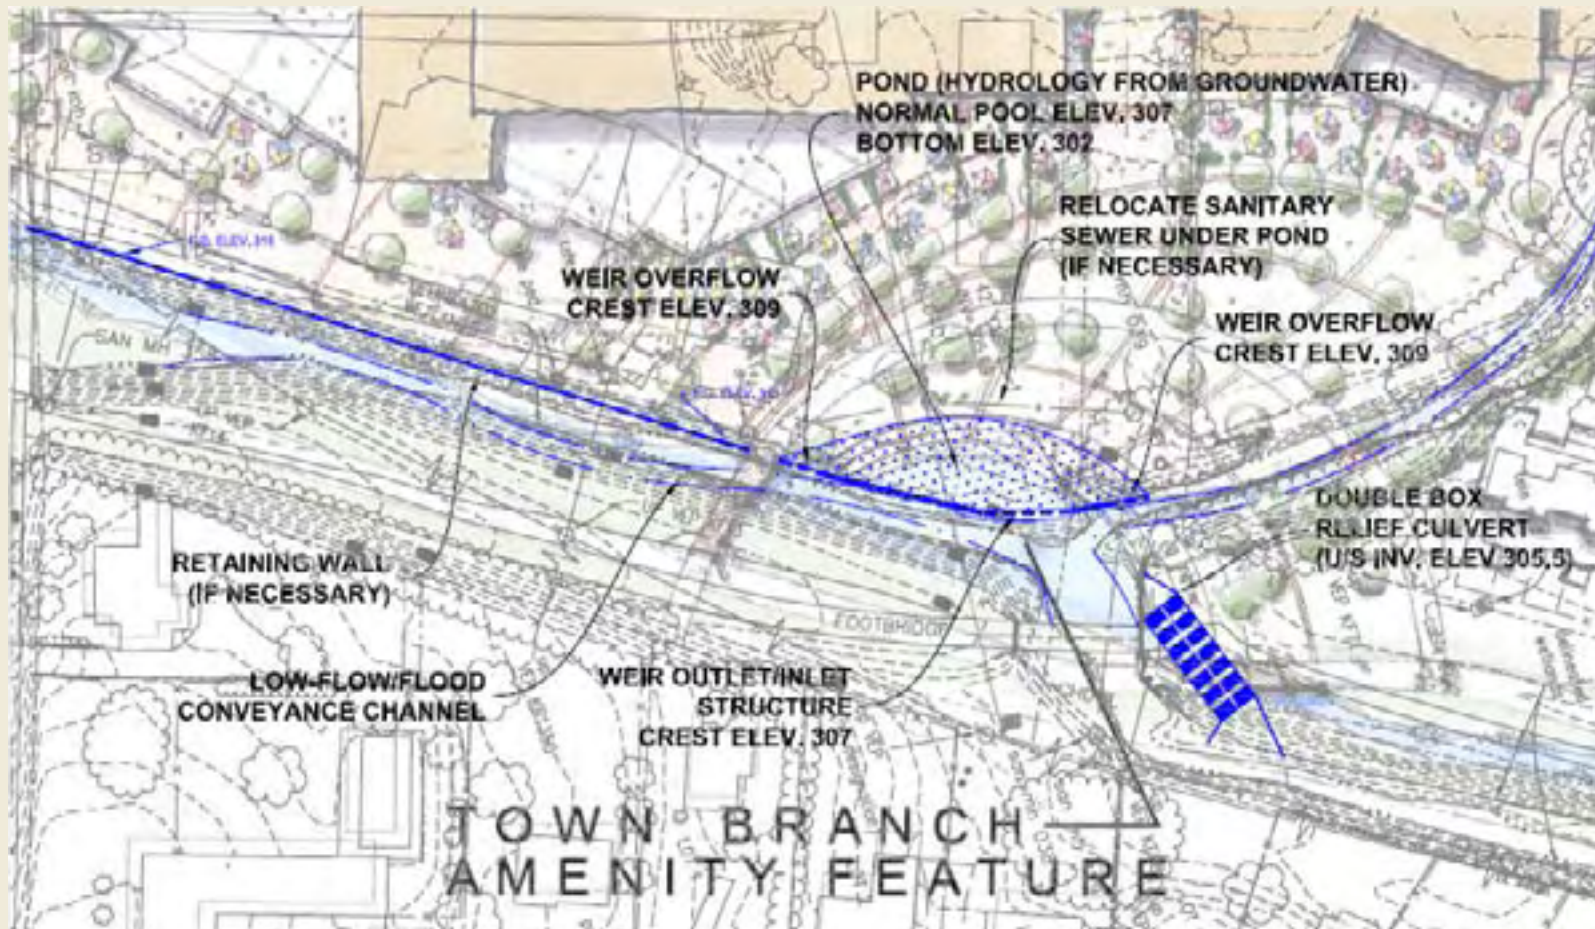 POND (HYDROLOGY FROM GROUNDWATER)
NORMAL POOL ELEV. 307
BOTTOM ELEV. 302
RELOCATE SANITARY
SEWER UNDER POND
(IF NECESSARY)
WEIR OVERFLOW
CREST ELEV. 309
WEIR OVERFLOW
CREST ELEV. 309
SAN MH
DOUBLE BOX
RELIEF CULVERT
(U/S INV. ELEV.305.5)
RETAINING WALL
(IF NECESSARY)
FOOTBRIDGE
LOW-FLOW/FLOOD
CONVEYANCE CHANNEL
WEIR OUTLET/INLET
STRUCTURE
CREST ELEV. 307
TOWN BRANCH
AMENITY FEATURE